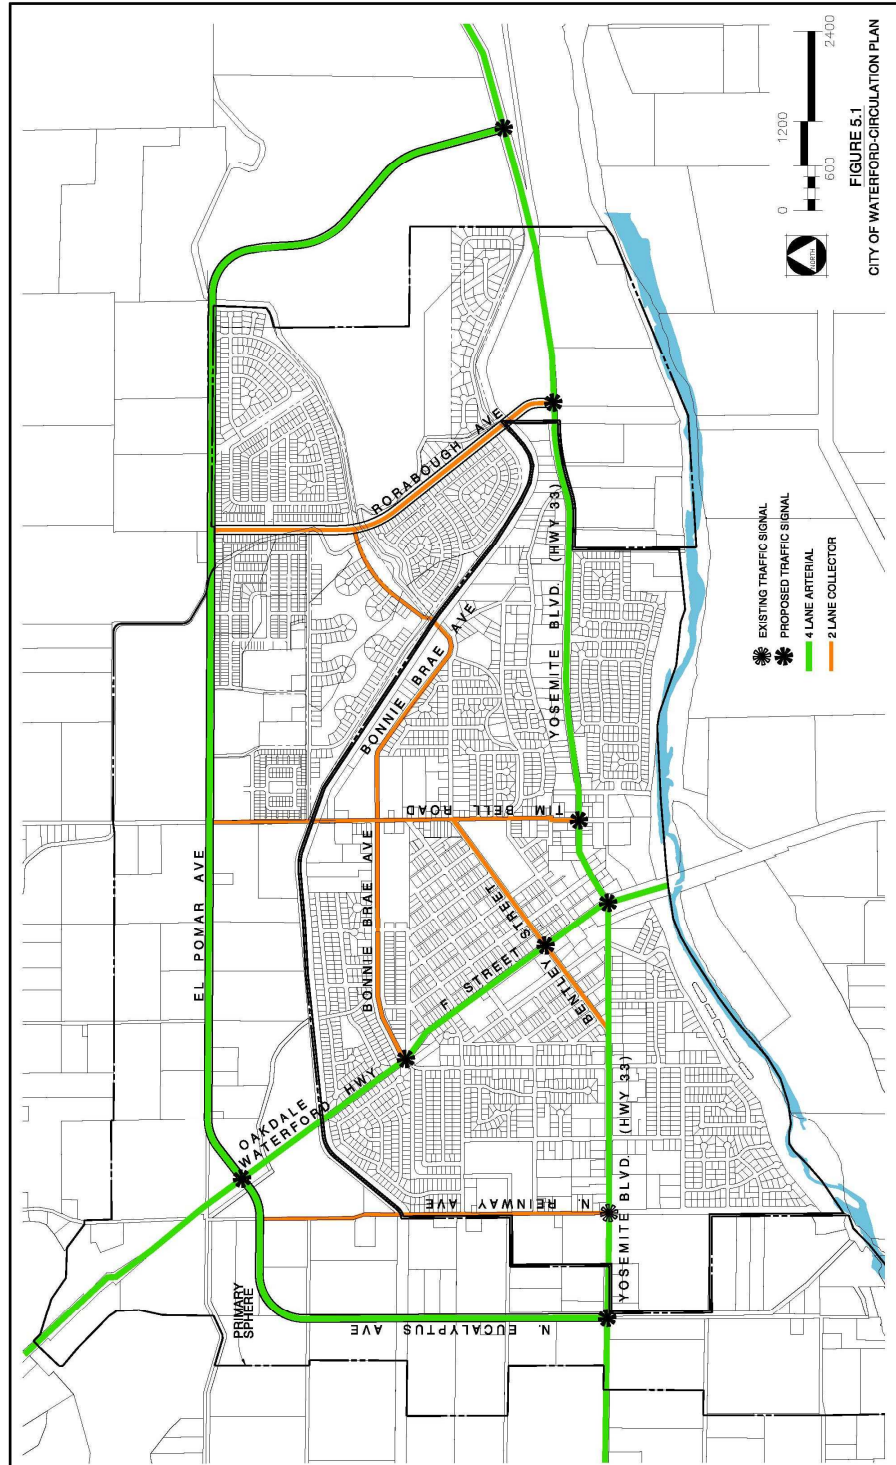 EL POMAR AVE
OAKDALE
WATERFORD HWY
PRIMARY
SPHERE
N. EUCALYPTUS AVE
N. REINWAY AVE
BONNIE BRAE AVE
BONNIE BRAE AVE
RORABOUGH AVE
TIM BELL ROAD
F STREET
BENTLEY STREET
YOSEMITE BLVD. (HWY 33)
YOSEMITE BLVD. (HWY 33)
EXISTING TRAFFIC SIGNAL
PROPOSED TRAFFIC SIGNAL
4 LANE ARTERIAL
2 LANE COLLECTOR
NORTH
0 1200 2400
600
FIGURE 5.1
CITY OF WATERFORD-CIRCULATION PLAN